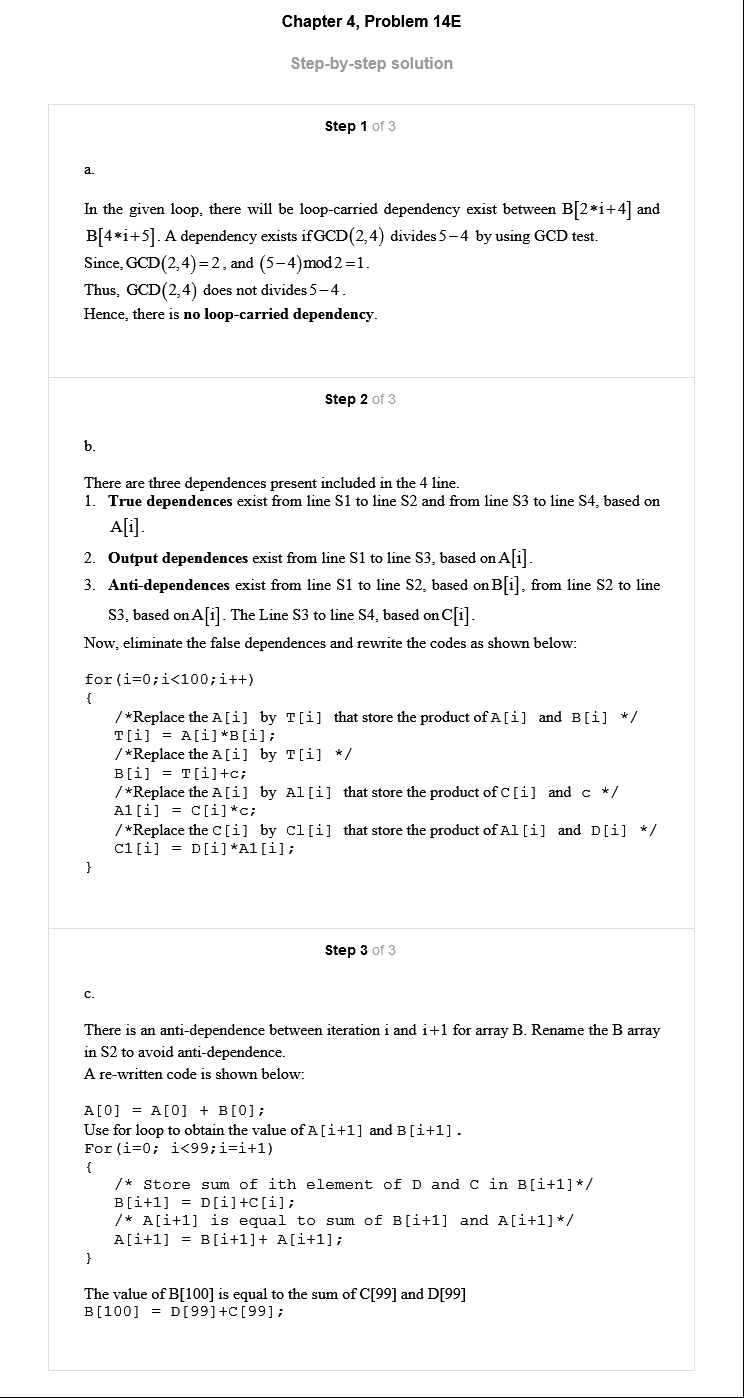 Chapter 4, Problem 14E
Step-by-step solution
Step 1 of 3
a.
In the given loop, there will be loop-carried dependency exist between B[2*i+4] and
B[4*i+5]. A dependency exists if GCD(2,4) divides 5−4 by using GCD test.
Since, GCD(2,4)=2, and (5−4)mod2=1.
Thus, GCD(2,4) does not divides 5−4.
Hence, there is no loop-carried dependency.
Step 2 of 3
b.
There are three dependences present included in the 4 line.
1. True dependences exist from line S1 to line S2 and from line S3 to line S4, based on
A[i].
2. Output dependences exist from line S1 to line S3, based on A[i].
3. Anti-dependences exist from line S1 to line S2, based on B[i], from line S2 to line
S3, based on A[i]. The Line S3 to line S4, based on C[i].
Now, eliminate the false dependences and rewrite the codes as shown below:
for(i=0;i<100;i++)
{
/*Replace the A[i] by T[i] that store the product of A[i] and B[i] */
T[i] = A[i]*B[i];
/*Replace the A[i] by T[i] */
B[i] = T[i]+c;
/*Replace the A[i] by A1[i] that store the product of C[i] and c */
A1[i] = C[i]*c;
/*Replace the C[i] by C1[i] that store the product of A1[i] and D[i] */
C1[i] = D[i]*A1[i];
}
Step 3 of 3
c.
There is an anti-dependence between iteration i and i+1 for array B. Rename the B array
in S2 to avoid anti-dependence.
A re-written code is shown below:
A[0] = A[0] + B[0];
Use for loop to obtain the value of A[i+1] and B[i+1].
For(i=0; i<99;i=i+1)
{
/* Store sum of ith element of D and C in B[i+1]*/
B[i+1] = D[i]+C[i];
/* A[i+1] is equal to sum of B[i+1] and A[i+1]*/
A[i+1] = B[i+1]+ A[i+1];
}
The value of B[100] is equal to the sum of C[99] and D[99]
B[100] = D[99]+C[99];